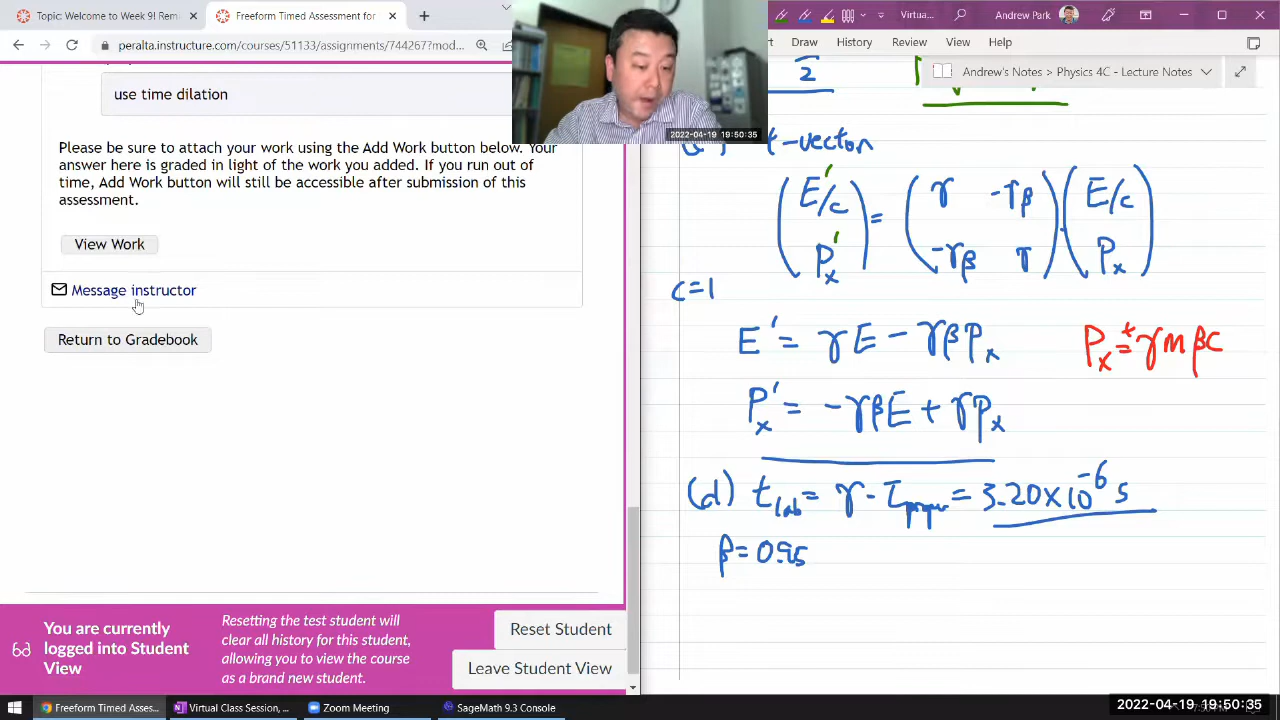 Topic: Welcome to Week 9! Rem
Freeform Timed Assessment for
peralta.instructure.com/courses/51133/assignments/7442677mod...
use time dilation
Please be sure to attach your work using the Add Work button below. Your
answer here is graded in light of the work you added. If you run out of
time, Add Work button will still be accessible after submission of this
assessment.
View Work
Message instructor
Return to Gradebook
You are currently
logged into Student
View
Resetting the test student will
clear all history for this student,
allowing you to view the course
as a brand new student.
Reset Student
Leave Student View
2022-04-19 19:50:35
Virtua...
Andrew Park
Draw
History
Review
View
Help
Andrew's Notes > Physics 4C - Lecture Notes
2
t-vector
(E'/c) = (γ -γβ) (E/c)
(Px') (-γβ γ) (Px)
c=1
E' = γE - γβPx
Px = γmβc
Px' = -γβE + γPx
(d) t lab = γ·τ proper = 3.20×10^-6 s
β = 0.95
Freeform Timed Asses...
Virtual Class Session, ...
Zoom Meeting
SageMath 9.3 Console
2022-04-19 19:50:35